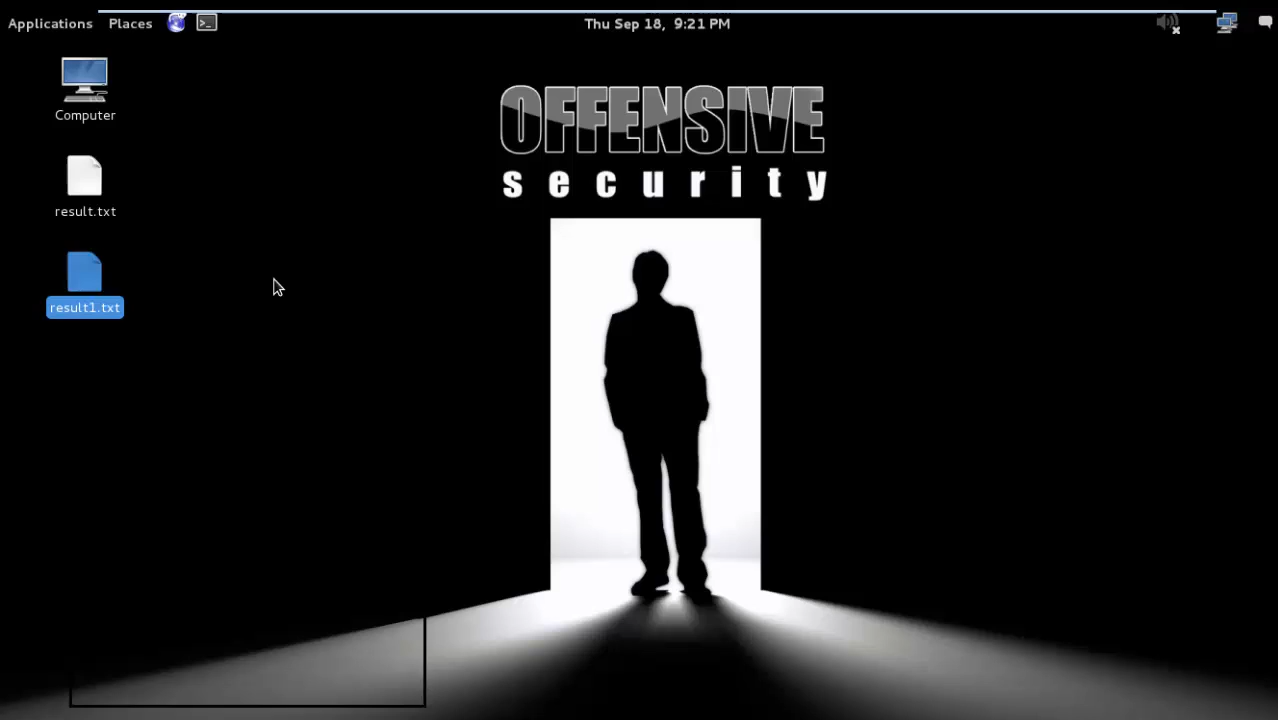 Applications Places Thu Sep 18, 9:21 PM
Computer
result.txt
result1.txt
OFFENSIVE
security